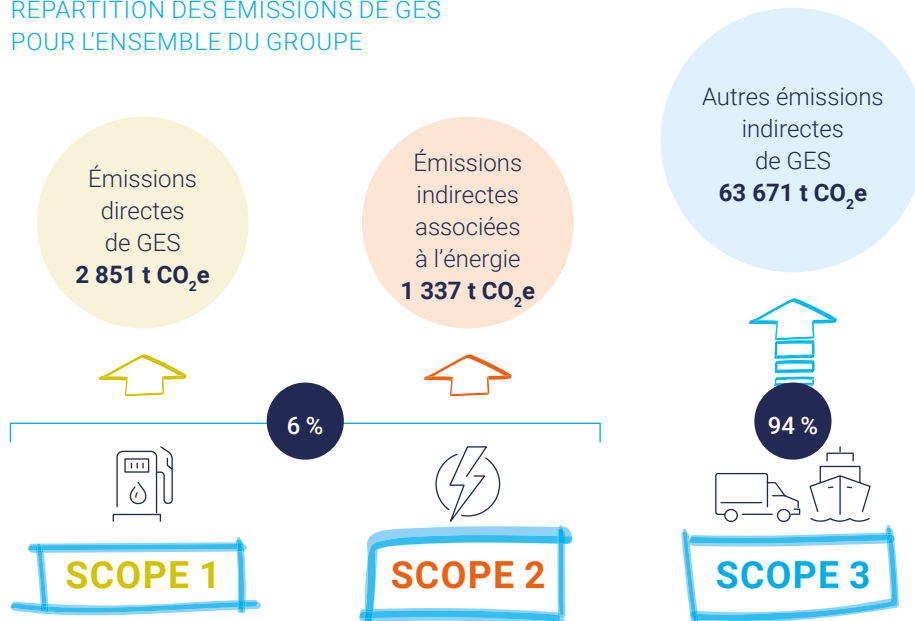 RÉPARTITION DES ÉMISSIONS DE GES
POUR L'ENSEMBLE DU GROUPE
Émissions
directes
de GES
2 851 t CO₂e
Émissions
indirectes
associées
à l'énergie
1 337 t CO₂e
Autres émissions
indirectes
de GES
63 671 t CO₂e
6 %
94 %
SCOPE 1
SCOPE 2
SCOPE 3